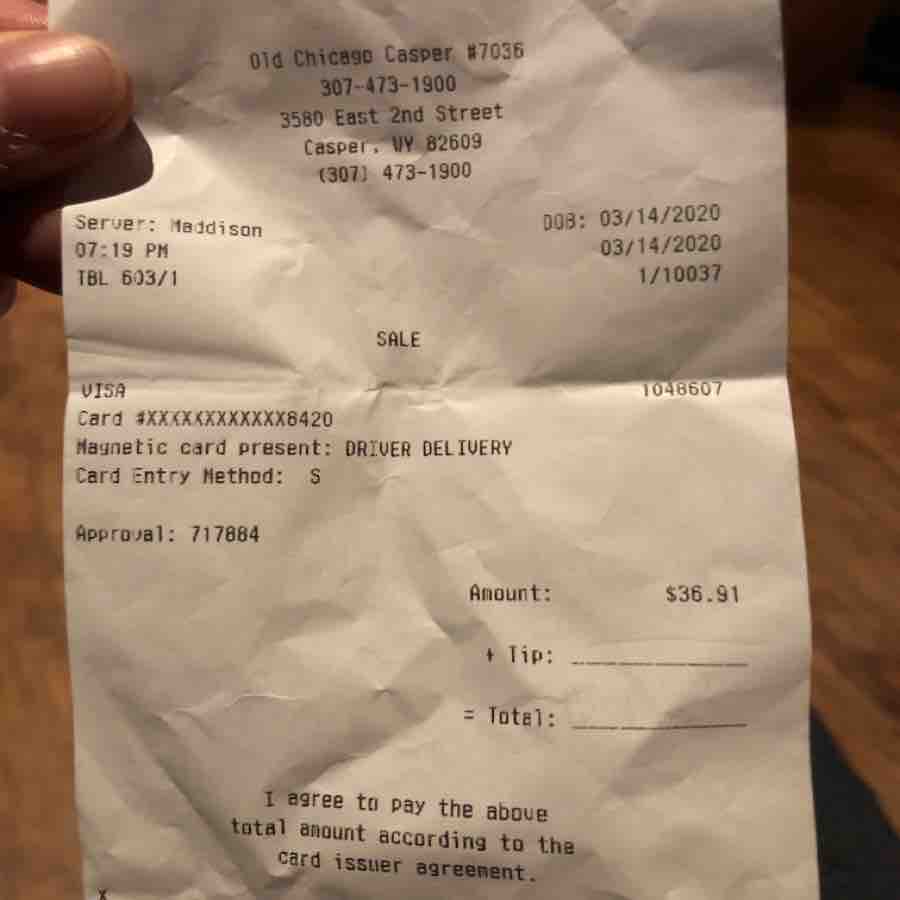 Old Chicago Casper #7036
307-473-1900
3580 East 2nd Street
Casper, WY 82609
(307) 473-1900
Server: Maddison DOB: 03/14/2020
07:19 PM 03/14/2020
TBL 603/1 1/10037
SALE
VISA 1048607
Card #XXXXXXXXXXXX8420
Magnetic card present: DRIVER DELIVERY
Card Entry Method: S
Approval: 717884
Amount: $36.91
+ Tip: ____________
= Total: ____________
I agree to pay the above
total amount according to the
card issuer agreement.
X